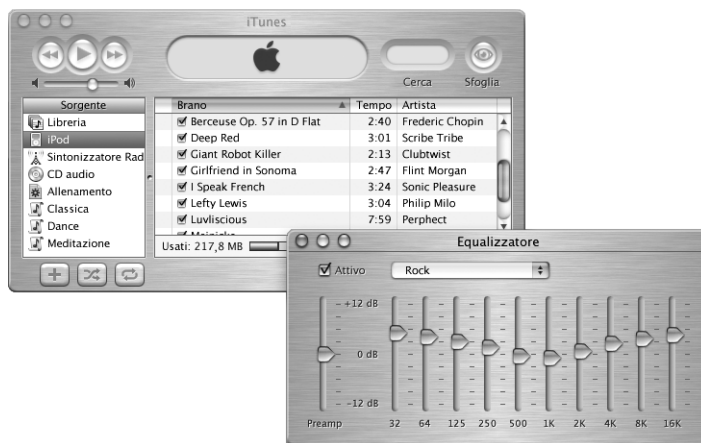 iTunes
Cerca Sfoglia
Sorgente
Libreria
iPod
Sintonizzatore Rad
CD audio
Allenamento
Classica
Dance
Meditazione
Brano Tempo Artista
Berceuse Op. 57 in D Flat 2:40 Frederic Chopin
Deep Red 3:01 Scribe Tribe
Giant Robot Killer 2:13 Clubtwist
Girlfriend in Sonoma 2:47 Flint Morgan
I Speak French 3:24 Sonic Pleasure
Lefty Lewis 3:04 Philip Milo
Luvliscious 7:59 Perphect
Usati: 217,8 MB
Equalizzatore
Attivo Rock
+12 dB
0 dB
-12 dB
Preamp 32 64 125 250 500 1K 2K 4K 8K 16K